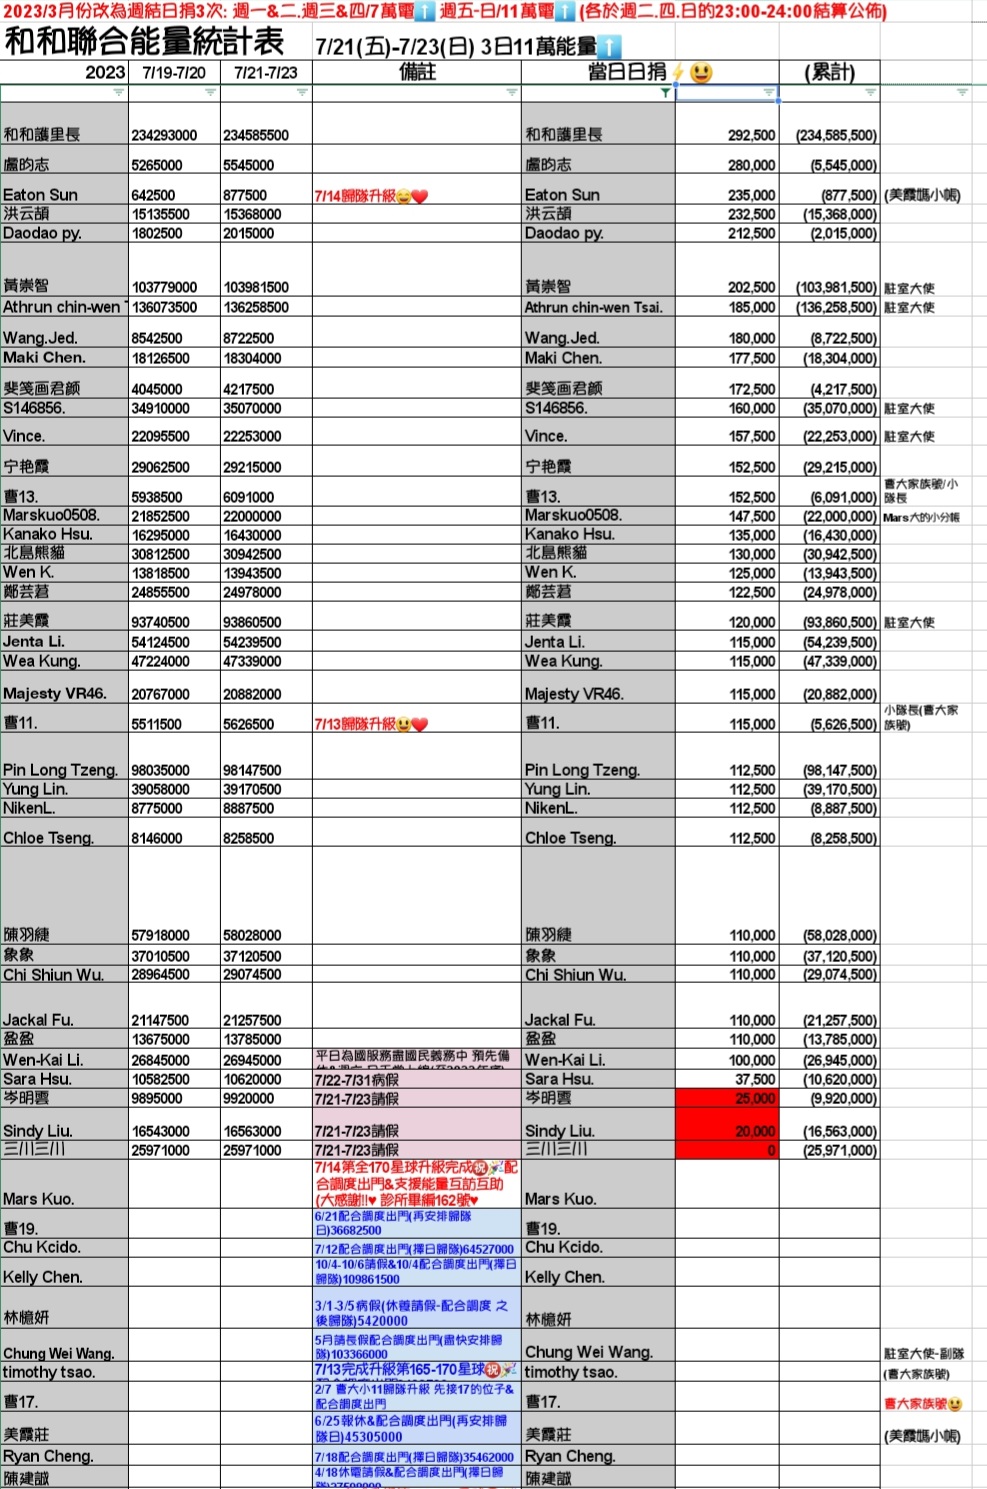 2023/3月份改為週結日捐3次: 週一&二.週三&四/7萬電⬆️ 週五-日/11萬電⬆️ (各於週二.四.日的23:00-24:00結算公佈)
和和聯合能量統計表 7/21(五)-7/23(日) 3日11萬能量⬆️
2023 7/19-7/20 7/21-7/23 備註 當日日捐⚡😃 (累計)
和和護里長 234293000 234585500 和和護里長 292,500 (234,585,500)
盧昀志 5265000 5545000 盧昀志 280,000 (5,545,000)
Eaton Sun 642500 877500 7/14歸隊升級😄❤️ Eaton Sun 235,000 (877,500) (美霞媽小帳)
洪云頡 15135500 15368000 洪云頡 232,500 (15,368,000)
Daodao py. 1802500 2015000 Daodao py. 212,500 (2,015,000)
黃崇智 103779000 103981500 黃崇智 202,500 (103,981,500) 駐室大使
Athrun chin-wen T 136073500 136258500 Athrun chin-wen Tsai. 185,000 (136,258,500) 駐室大使
Wang.Jed. 8542500 8722500 Wang.Jed. 180,000 (8,722,500)
Maki Chen. 18126500 18304000 Maki Chen. 177,500 (18,304,000)
斐笺画君颜 4045000 4217500 斐笺画君颜 172,500 (4,217,500)
S146856. 34910000 35070000 S146856. 160,000 (35,070,000) 駐室大使
Vince. 22095500 22253000 Vince. 157,500 (22,253,000) 駐室大使
宁艳霞 29062500 29215000 宁艳霞 152,500 (29,215,000)
曹13. 5938500 6091000 曹13. 152,500 (6,091,000) 曹大家族號/小
隊長
Marskuo0508. 21852500 22000000 Marskuo0508. 147,500 (22,000,000) Mars大的小分帳
Kanako Hsu. 16295000 16430000 Kanako Hsu. 135,000 (16,430,000)
北島熊貓 30812500 30942500 北島熊貓 130,000 (30,942,500)
Wen K. 13818500 13943500 Wen K. 125,000 (13,943,500)
鄭芸莙 24855500 24978000 鄭芸莙 122,500 (24,978,000)
莊美霞 93740500 93860500 莊美霞 120,000 (93,860,500) 駐室大使
Jenta Li. 54124500 54239500 Jenta Li. 115,000 (54,239,500)
Wea Kung. 47224000 47339000 Wea Kung. 115,000 (47,339,000)
Majesty VR46. 20767000 20882000 Majesty VR46. 115,000 (20,882,000)
曹11. 5511500 5626500 7/13歸隊升級😃❤️ 曹11. 115,000 (5,626,500) 小隊長(曹大家
族號)
Pin Long Tzeng. 98035000 98147500 Pin Long Tzeng. 112,500 (98,147,500)
Yung Lin. 39058000 39170500 Yung Lin. 112,500 (39,170,500)
NikenL. 8775000 8887500 NikenL. 112,500 (8,887,500)
Chloe Tseng. 8146000 8258500 Chloe Tseng. 112,500 (8,258,500)
陳羽緁 57918000 58028000 陳羽緁 110,000 (58,028,000)
象象 37010500 37120500 象象 110,000 (37,120,500)
Chi Shiun Wu. 28964500 29074500 Chi Shiun Wu. 110,000 (29,074,500)
Jackal Fu. 21147500 21257500 Jackal Fu. 110,000 (21,257,500)
盈盈 13675000 13785000 盈盈 110,000 (13,785,000)
Wen-Kai Li. 26845000 26945000 平日為國服務盡國民義務中 預先備 Wen-Kai Li. 100,000 (26,945,000)
Sara Hsu. 10582500 10620000 7/22-7/31病假 Sara Hsu. 37,500 (10,620,000)
岑明雲 9895000 9920000 7/21-7/23請假 岑明雲 25,000 (9,920,000)
Sindy Liu. 16543000 16563000 7/21-7/23請假 Sindy Liu. 20,000 (16,563,000)
三川三川 25971000 25971000 7/21-7/23請假 三川三川 0 (25,971,000)
7/14第全170星球升級完成㊗️🎉配
合調度出門&支援能量互訪互助
Mars Kuo. (大感謝!!♥ 診所畢編162號♥ Mars Kuo.
6/21配合調度出門(再安排歸隊
曹19. 日)36682500 曹19.
Chu Kcido. 7/12配合調度出門(擇日歸隊)64527000 Chu Kcido.
10/4-10/6請假&10/4配合調度出門(擇日
Kelly Chen. 歸隊)109861500 Kelly Chen.
3/1-3/5病假(休養請假-配合調度 之
林憶妍 後歸隊)5420000 林憶妍
5月請長假配合調度出門(盡快安排歸
Chung Wei Wang. 隊)103366000 Chung Wei Wang. 駐室大使-副隊
timothy tsao. 7/13完成升級第165-170星球㊗️🎉 timothy tsao. (曹大家族號)
2/7 曹大小11歸隊升級 先接17的位子&
曹17. 配合調度出門 曹17. 曹大家族號😃
6/25報休&配合調度出門(再安排歸
美霞莊 隊日)45305000 美霞莊 (美霞媽小帳)
Ryan Cheng. 7/18配合調度出門(擇日歸隊)35462000 Ryan Cheng.
陳建誠 4/18休電請假&配合調度出門(擇日歸 陳建誠